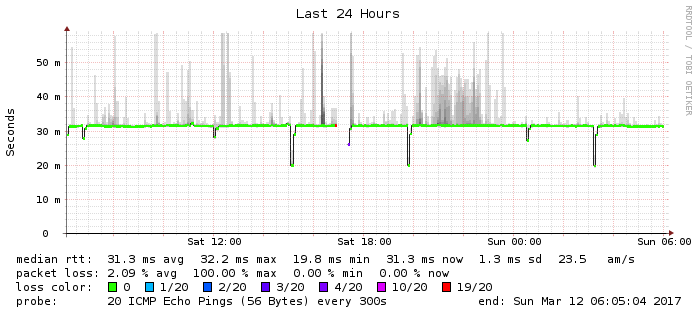 Last 24 Hours
RRDTOOL / TOBI OETIKER
Seconds
50 m
40 m
30 m
20 m
10 m
0
Sat 12:00 Sat 18:00 Sun 00:00 Sun 06:00
median rtt: 31.3 ms avg 32.2 ms max 19.8 ms min 31.3 ms now 1.3 ms sd 23.5 am/s
packet loss: 2.09 % avg 100.00 % max 0.00 % min 0.00 % now
loss color: 0 1/20 2/20 3/20 4/20 10/20 19/20
probe: 20 ICMP Echo Pings (56 Bytes) every 300s end: Sun Mar 12 06:05:04 2017